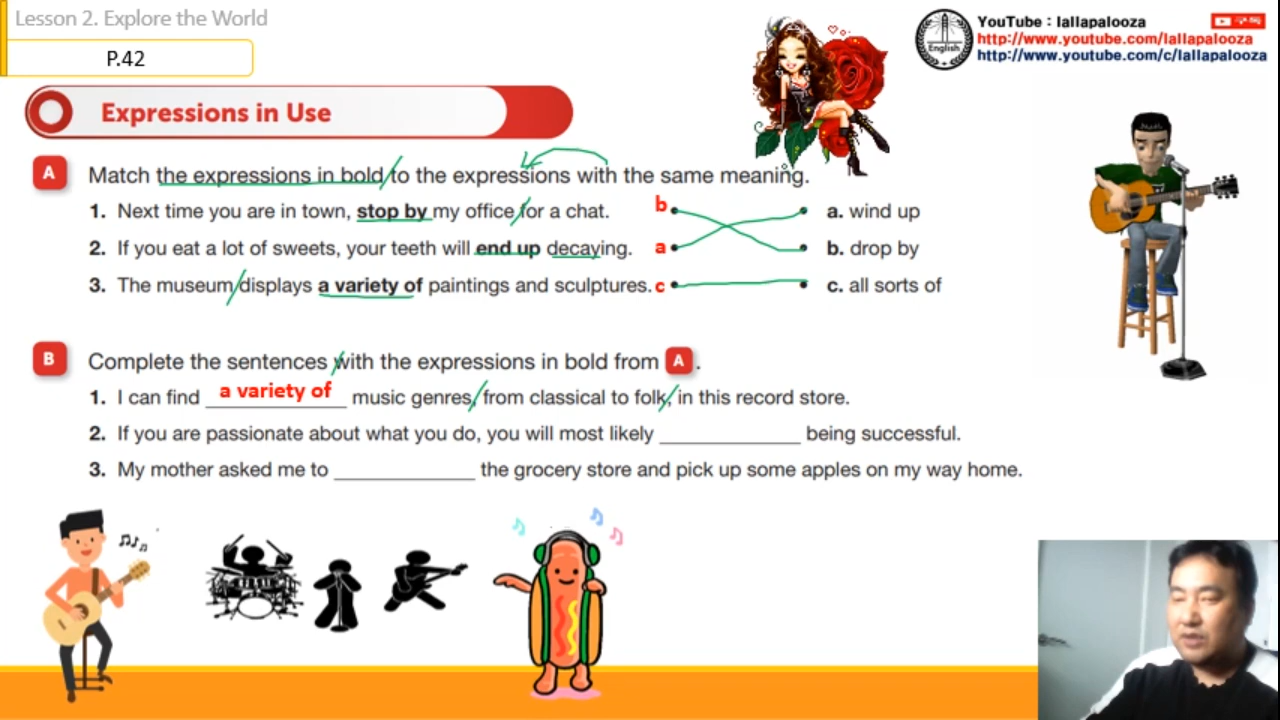 Lesson 2. Explore the World
P.42
English
YouTube : lallapalooza
http://www.youtube.com/lallapalooza
http://www.youtube.com/c/lallapalooza
Expressions in Use
A Match the expressions in bold to the expressions with the same meaning.
1. Next time you are in town, stop by my office for a chat. b a. wind up
2. If you eat a lot of sweets, your teeth will end up decaying. a b. drop by
3. The museum displays a variety of paintings and sculptures. c c. all sorts of
B Complete the sentences with the expressions in bold from A.
1. I can find a variety of music genres, from classical to folk, in this record store.
2. If you are passionate about what you do, you will most likely ____________ being successful.
3. My mother asked me to ____________ the grocery store and pick up some apples on my way home.